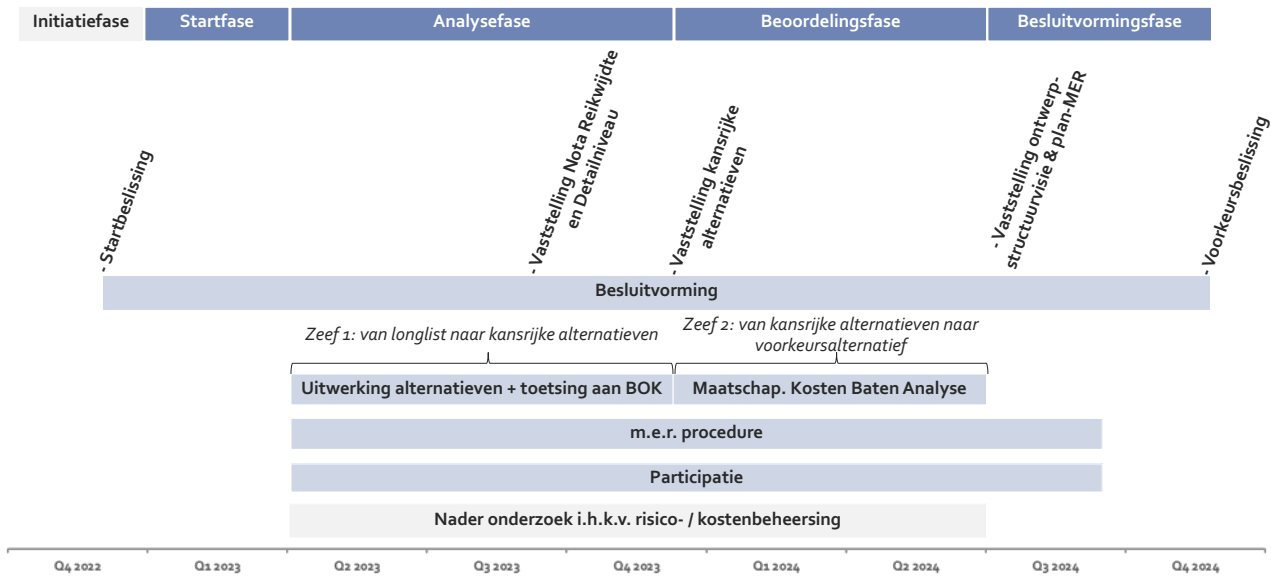 Initiatiefase
Startfase
Analysefase
Beoordelingsfase
Besluitvormingsfase
- Startbeslissing
- Vaststelling Nota Reikwijdte
en Detailniveau
- Vaststelling kansrijke
alternatieven
- Vaststelling ontwerp-
structuurvisie & plan-MER
- Voorkeursbeslissing
Besluitvorming
Zeef 1: van longlist naar kansrijke alternatieven
Zeef 2: van kansrijke alternatieven naar
voorkeursalternatief
Uitwerking alternatieven + toetsing aan BOK
Maatschap. Kosten Baten Analyse
m.e.r. procedure
Participatie
Nader onderzoek i.h.k.v. risico- / kostenbeheersing
Q4 2022
Q1 2023
Q2 2023
Q3 2023
Q4 2023
Q1 2024
Q2 2024
Q3 2024
Q4 2024